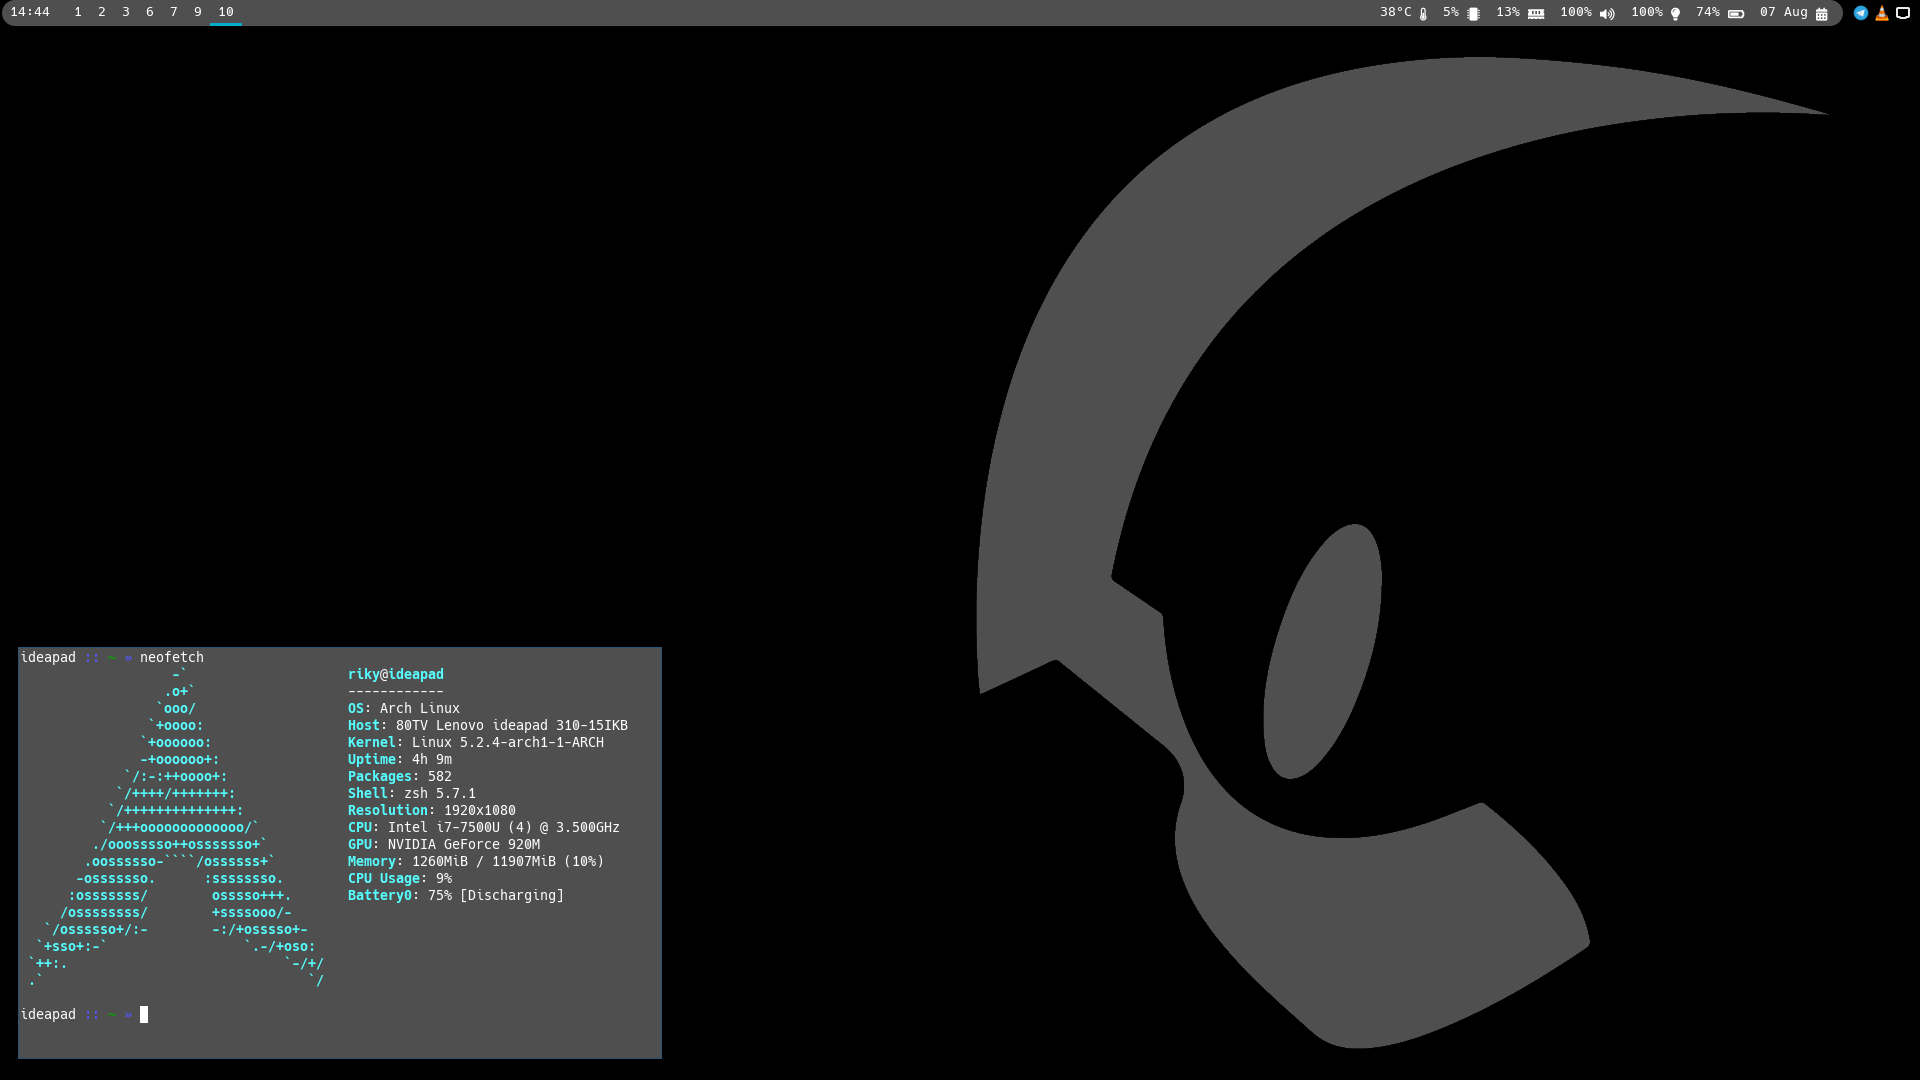 14:44 1 2 3 6 7 9 10 38°C 5% 13% 100% 100% 74% 07 Aug
ideapad :: ~ » neofetch
-` riky@ideapad
.o+` ------------
`ooo/ OS: Arch Linux
`+oooo: Host: 80TV Lenovo ideapad 310-15IKB
`+oooooo: Kernel: Linux 5.2.4-arch1-1-ARCH
-+oooooo+: Uptime: 4h 9m
`/:-:++oooo+: Packages: 582
`/++++/+++++++: Shell: zsh 5.7.1
`/++++++++++++++: Resolution: 1920x1080
`/+++ooooooooooooo/` CPU: Intel i7-7500U (4) @ 3.500GHz
./ooosssso++osssssso+` GPU: NVIDIA GeForce 920M
.oossssso-````/ossssss+` Memory: 1260MiB / 11907MiB (10%)
-osssssso. :ssssssso. CPU Usage: 9%
:osssssss/ osssso+++. Battery0: 75% [Discharging]
/ossssssss/ +ssssooo/-
`/ossssso+/:- -:/+osssso+-
`+sso+:-` `.-/+oso:
`++:. `-/+/
.` `/
ideapad :: ~ »